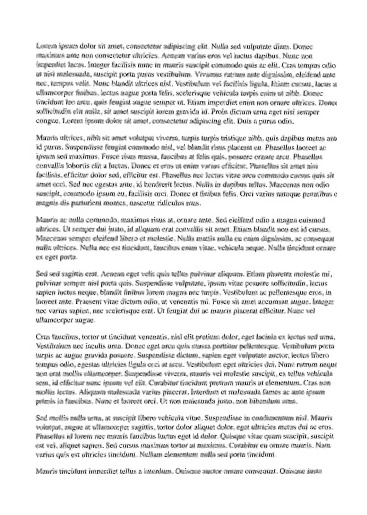 Lorem ipsum dolor sit amet, consectetur adipiscing elit. Nulla sed vulputate diam. Donec
maximus ante non consectetur ultricies. Aenean varius eros vel luctus dapibus. Nunc non
imperdiet lacus. Integer facilisis nunc in mauris suscipit commodo quis ac elit. Cras tempus odio
ut nisi malesuada, suscipit porta purus vestibulum. Vivamus rutrum ante dignissim, eleifend ante
nec, tempus velit. Nunc blandit ultrices nisl. Vestibulum vel facilisis ligula. Etiam cursus, lacus a
ullamcorper finibus, lectus augue porta felis, scelerisque vehicula turpis enim ut nibh. Donec
tincidunt leo arcu, quis feugiat augue semper ut. Etiam imperdiet enim non ornare ultrices. Donec
sollicitudin elit nulla, sit amet suscipit lorem gravida id. Proin dictum urna eget nisi semper
congue. Lorem ipsum dolor sit amet, consectetur adipiscing elit. Duis a purus odio.
Mauris ultrices, nibh sit amet volutpat viverra, turpis turpis tristique nibh, quis dapibus metus
id purus. Suspendisse feugiat commodo nisl, vel blandit risus placerat eu. Phasellus laoreet ac
ipsum sed maximus. Fusce risus massa, faucibus at felis quis, posuere ornare arcu. Phasellus
convallis lobortis elit a luctus. Donec et eros ut enim varius efficitur. Phasellus sit amet nisi
facilisis, efficitur dolor sed, efficitur est. Phasellus nec lectus vitae arcu commodo cursus quis sit
amet orci. Sed nec egestas ante, id hendrerit lectus. Nulla in dapibus tellus. Maecenas non odio
suscipit, commodo ipsum eu, facilisis orci. Donec et finibus felis. Orci varius natoque penatibus et
magnis dis parturient montes, nascetur ridiculus mus.
Mauris ac nulla commodo, maximus risus at, ornare ante. Sed eleifend odio a magna euismod
ultrices. Ut semper dui justo, id aliquam erat convallis sit amet. Etiam blandit non est id cursus.
Maecenas semper eleifend libero et molestie. Nulla mattis nulla eu enim dignissim, ac consequat
nulla ultrices. Nulla nec est tincidunt, faucibus enim vitae, vehicula neque. Nulla tincidunt ornare
ex eget porta.
Sed sed sagittis erat. Aenean eget velit quis tellus pulvinar aliquam. Etiam pharetra molestie mi,
pulvinar semper nisl porta quis. Suspendisse vulputate, ipsum vitae posuere sollicitudin, lectus
sapien luctus neque, blandit finibus lorem magna nec turpis. Vestibulum ac pellentesque eros, in
laoreet ante. Praesent vitae dictum odio, at venenatis mi. Fusce sit amet accumsan augue. Integer
nec varius sapien, nec scelerisque erat. Ut feugiat dui ac mauris placerat efficitur. Nunc vel
ullamcorper augue.
Cras faucibus, tortor ut tincidunt venenatis, nisl elit pretium dolor, eget lacinia ex lectus sed urna.
Vestibulum nec iaculis urna. Donec eget arcu quis massa porttitor pellentesque. Vestibulum porta
turpis ac augue gravida posuere. Suspendisse dictum, sapien eget vulputate auctor, lectus libero
tempus odio, egestas ultricies ligula orci at arcu. Vestibulum eget ultricies dui. Nunc rutrum neque
non erat mollis ullamcorper. Suspendisse viverra, mauris vel molestie suscipit, ex tellus vehicula
sem, id efficitur nunc ipsum vel elit. Curabitur tincidunt pretium mauris at elementum. Cras non
mollis lectus. Aliquam malesuada varius placerat. Interdum et malesuada fames ac ante ipsum
primis in faucibus. Nunc et laoreet orci. Ut non malesuada justo, non bibendum urna.
Sed mollis nulla urna, at suscipit libero vehicula vitae. Suspendisse in condimentum nisl. Mauris
volutpat, augue at ullamcorper sagittis, tortor dolor aliquet dolor, eget ultricies metus dui ac eros.
Phasellus id lorem nec mauris faucibus luctus eget id dolor. Quisque vitae quam suscipit, suscipit
est vel, aliquet sapien. Sed cursus maximus tortor at maximus. Curabitur eu ornare mauris. Nam
varius quis est ultricies tincidunt. Nullam elementum nulla sed porta tincidunt.
Mauris tincidunt imperdiet tellus a interdum. Quisque auctor ornare consequat. Quisque justo